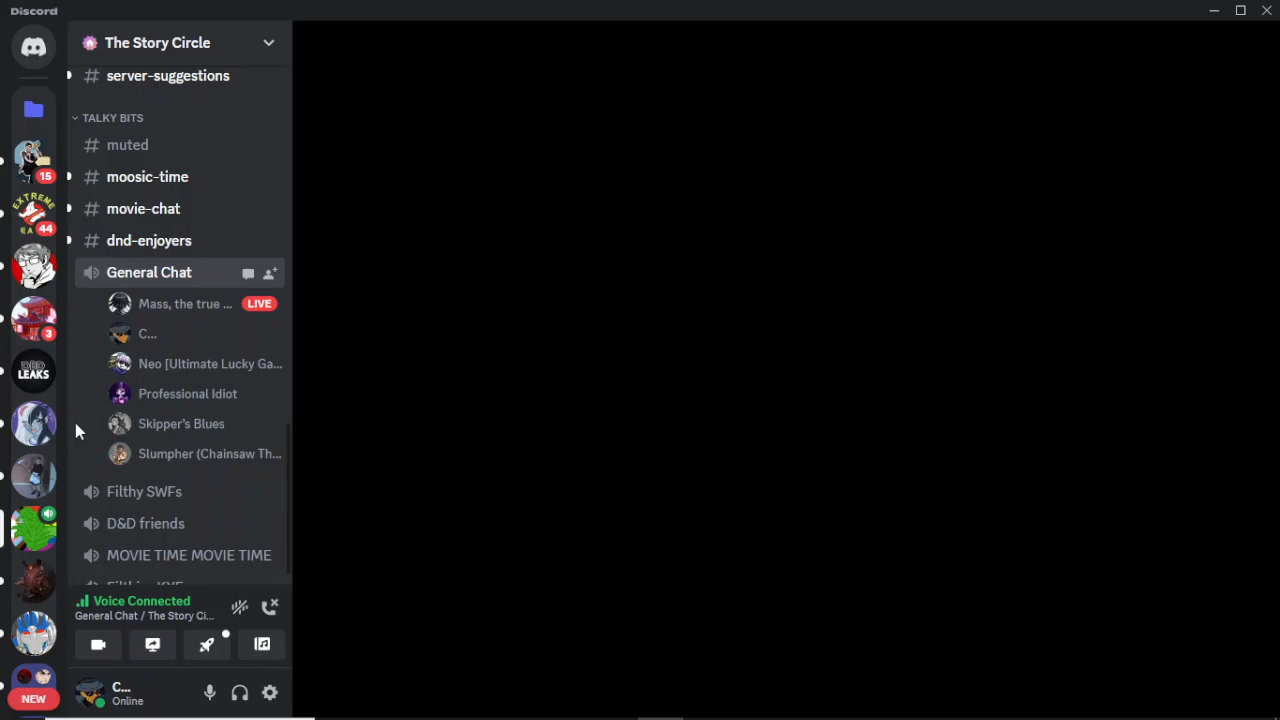 Discord
The Story Circle
server-suggestions
TALKY BITS
muted
15
moosic-time
EXTREME
movie-chat
44
dnd-enjoyers
General Chat
Mass, the true ... LIVE
3
C...
Neo [Ultimate Lucky Ga...
DBD
LEAKS
Professional Idiot
Skipper's Blues
Slumpher (Chainsaw Th...
Filthy SWFs
D&D friends
MOVIE TIME MOVIE TIME
Voice Connected
General Chat / The Story Ci...
C...
Online
NEW